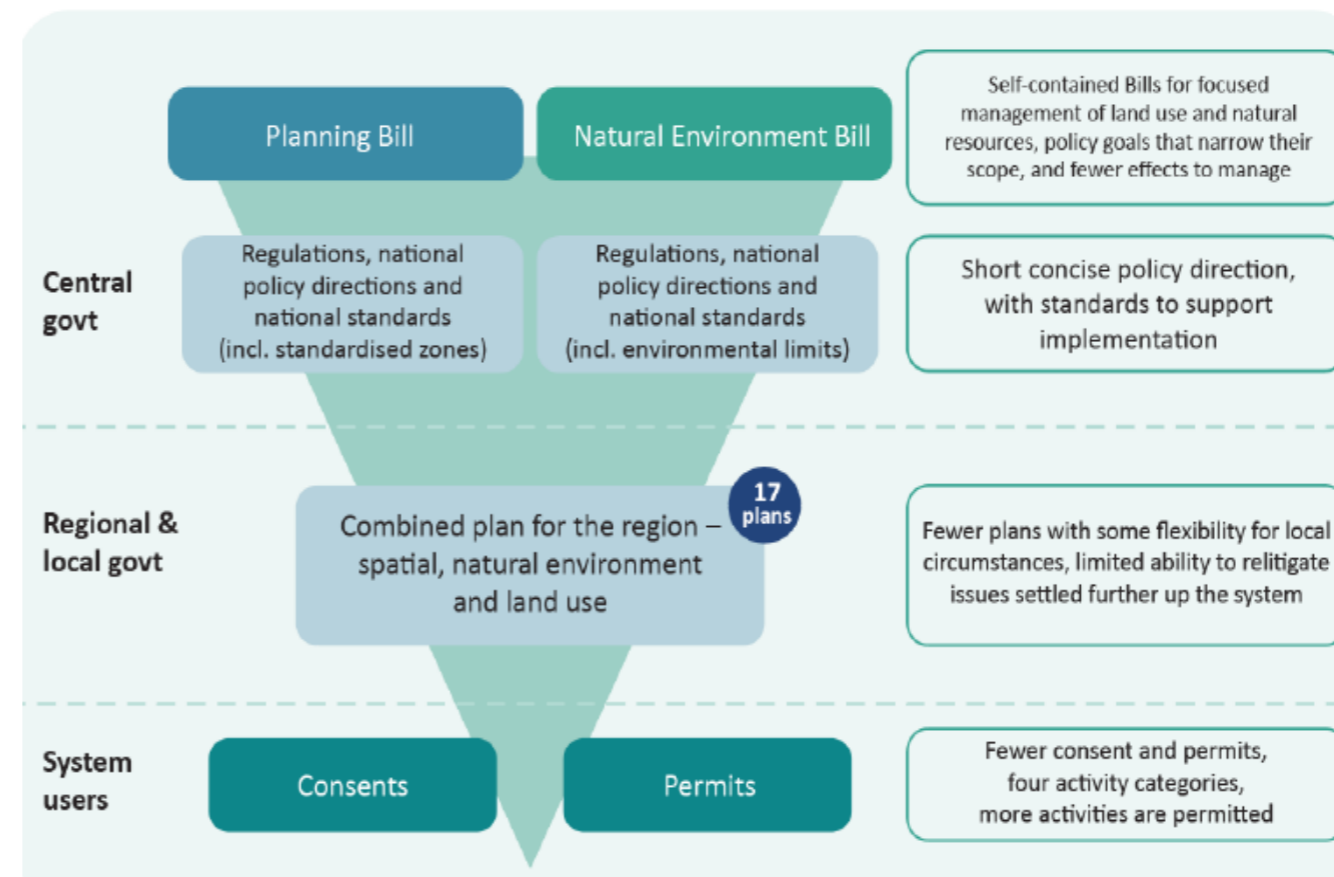 Planning Bill
Natural Environment Bill
Self-contained Bills for focused
management of land use and natural
resources, policy goals that narrow their
scope, and fewer effects to manage
Central
govt
Regulations, national
policy directions and
national standards
(incl. standardised zones)
Regulations, national
policy directions and
national standards
(incl. environmental limits)
Short concise policy direction,
with standards to support
implementation
Regional &
local govt
Combined plan for the region –
spatial, natural environment
and land use
17
plans
Fewer plans with some flexibility for local
circumstances, limited ability to relitigate
issues settled further up the system
System
users
Consents
Permits
Fewer consent and permits,
four activity categories,
more activities are permitted